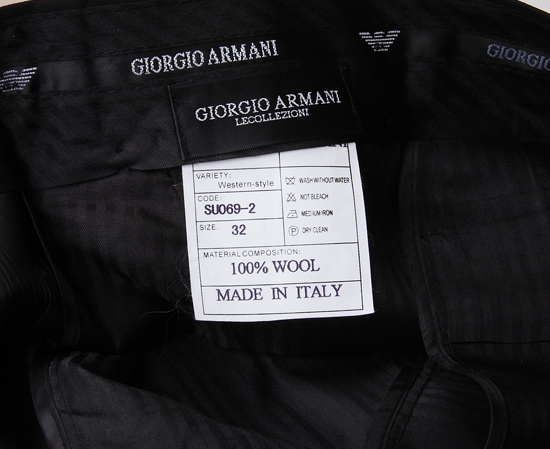 GIORGIO ARMANI
GIORGIO
GIORGIO ARMANI
LECOLLEZIONI
VARIETY:
Western-style
CODE:
SU069-2
SIZE: 32
WASH WITHOUT WATER
NOT BLEACH
MEDIUM IRON
DRY CLEAN
MATERIAL COMPOSITION:
100% WOOL
MADE IN ITALY